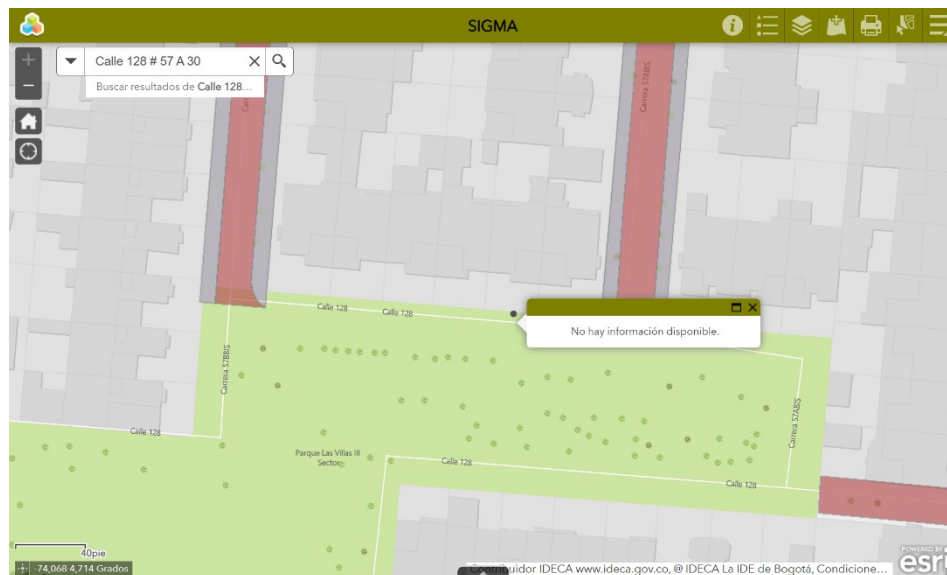 SIGMA
Calle 128 # 57 A 30
Buscar resultados de Calle 128...
Carrera 57ABIS
Calle 128
Calle 128
No hay información disponible.
Carrera 57BBIS
Carrera 57ABIS
Calle 128
Parque Las Villas III
Sector
Calle 128
Calle 128
40pie
-74,068 4,714 Grados
Contribuidor IDECA www.ideca.gov.co, @ IDECA La IDE de Bogotá, Condicione...
POWERED BY
esri